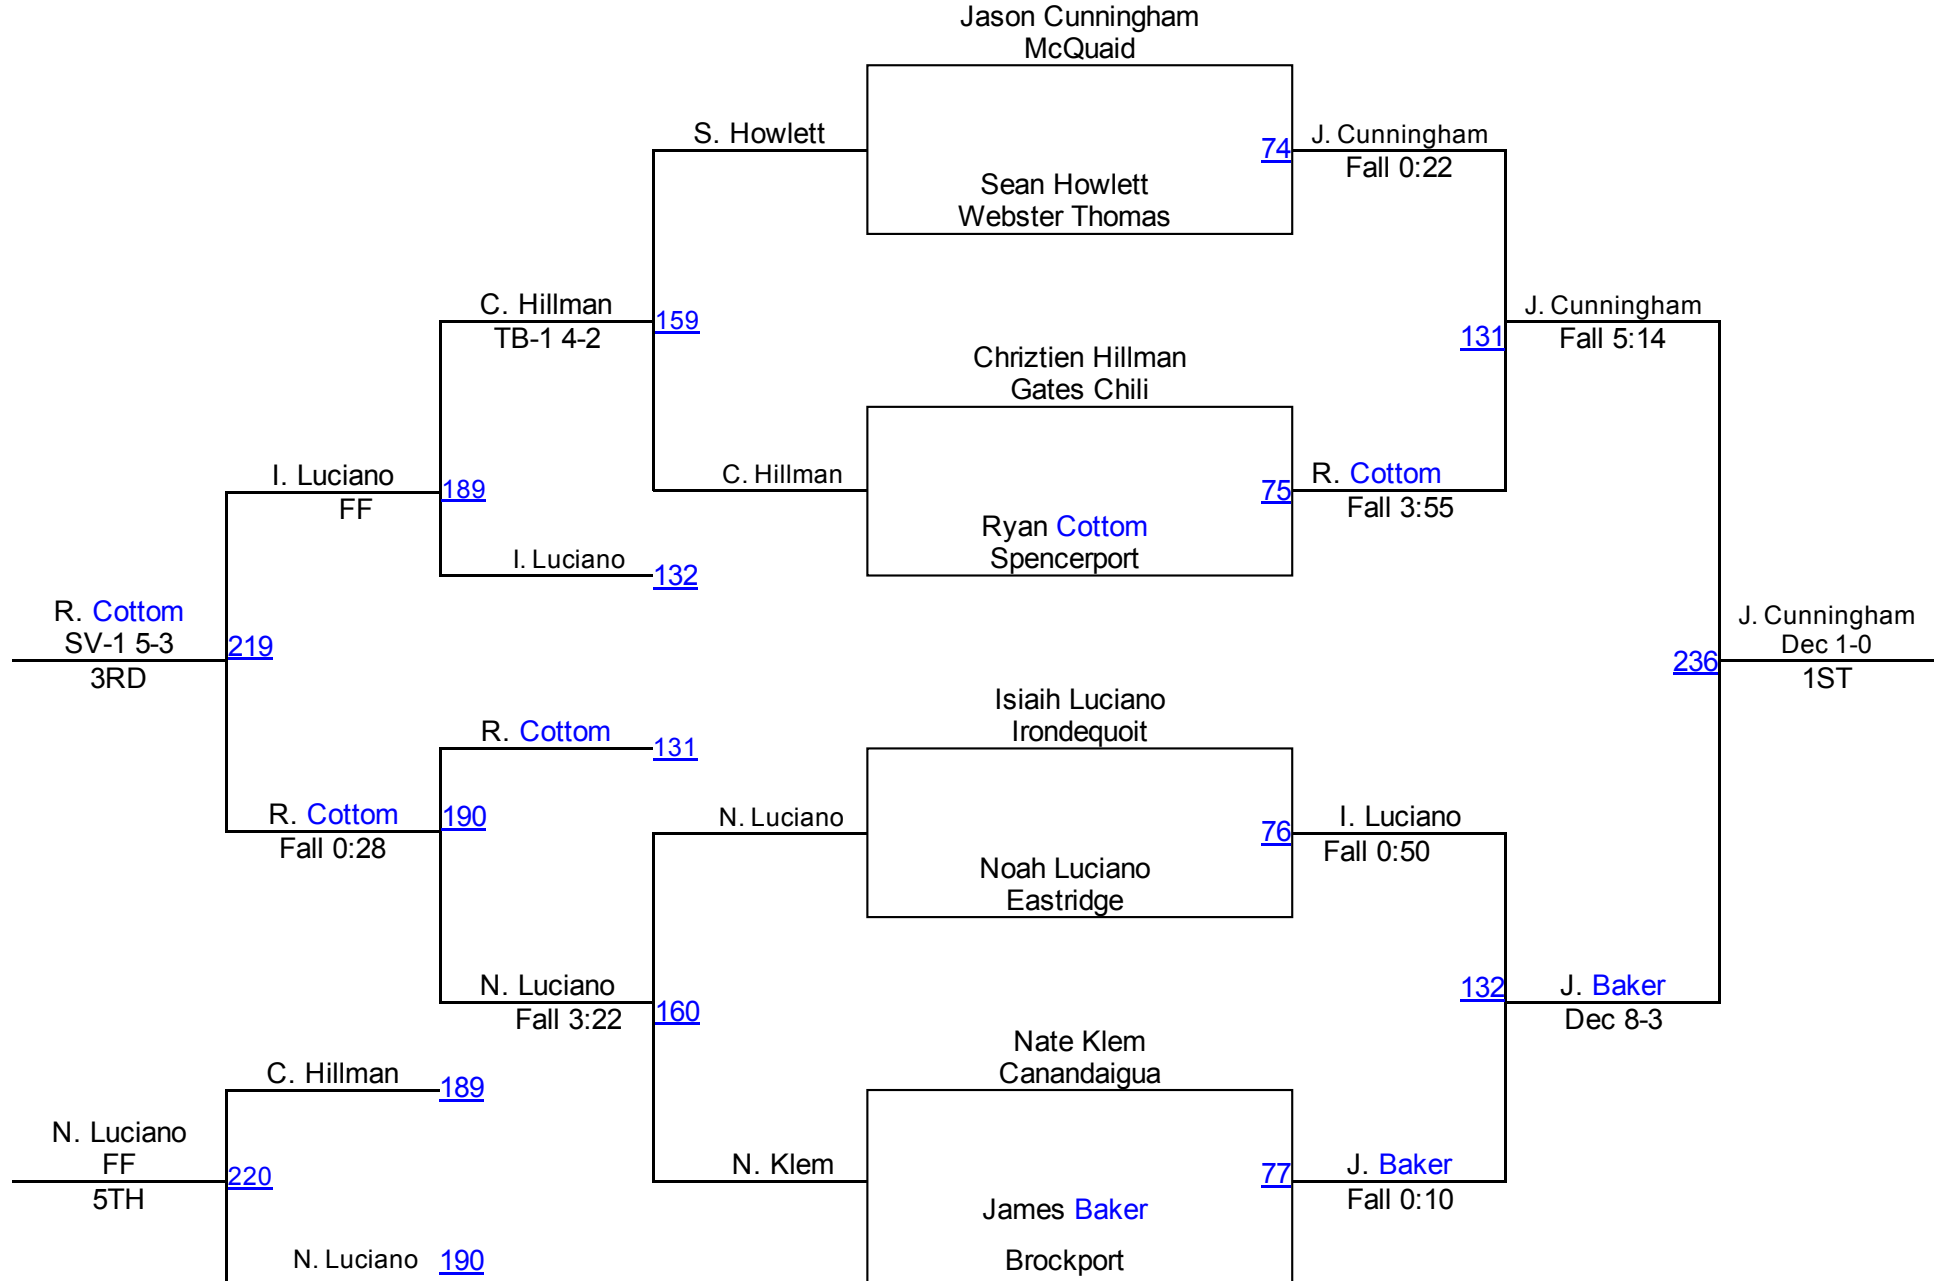 Jason Cunningham
McQuaid
S. Howlett
74
J. Cunningham
Fall 0:22
Sean Howlett
Webster Thomas
C. Hillman
TB-1 4-2
159
J. Cunningham
131
Fall 5:14
Chriztien Hillman
Gates Chili
I. Luciano
FF
189
C. Hillman
75
R. Cottom
Fall 3:55
Ryan Cottom
Spencerport
I. Luciano
132
R. Cottom
SV-1 5-3
3RD
219
J. Cunningham
Dec 1-0
1ST
236
Isiaih Luciano
Irondequoit
R. Cottom
131
R. Cottom
Fall 0:28
190
N. Luciano
76
I. Luciano
Fall 0:50
Noah Luciano
Eastridge
N. Luciano
Fall 3:22
160
132
J. Baker
Dec 8-3
Nate Klem
Canandaigua
C. Hillman
189
N. Luciano
FF
5TH
220
N. Klem
77
J. Baker
Fall 0:10
James Baker
Brockport
N. Luciano
190